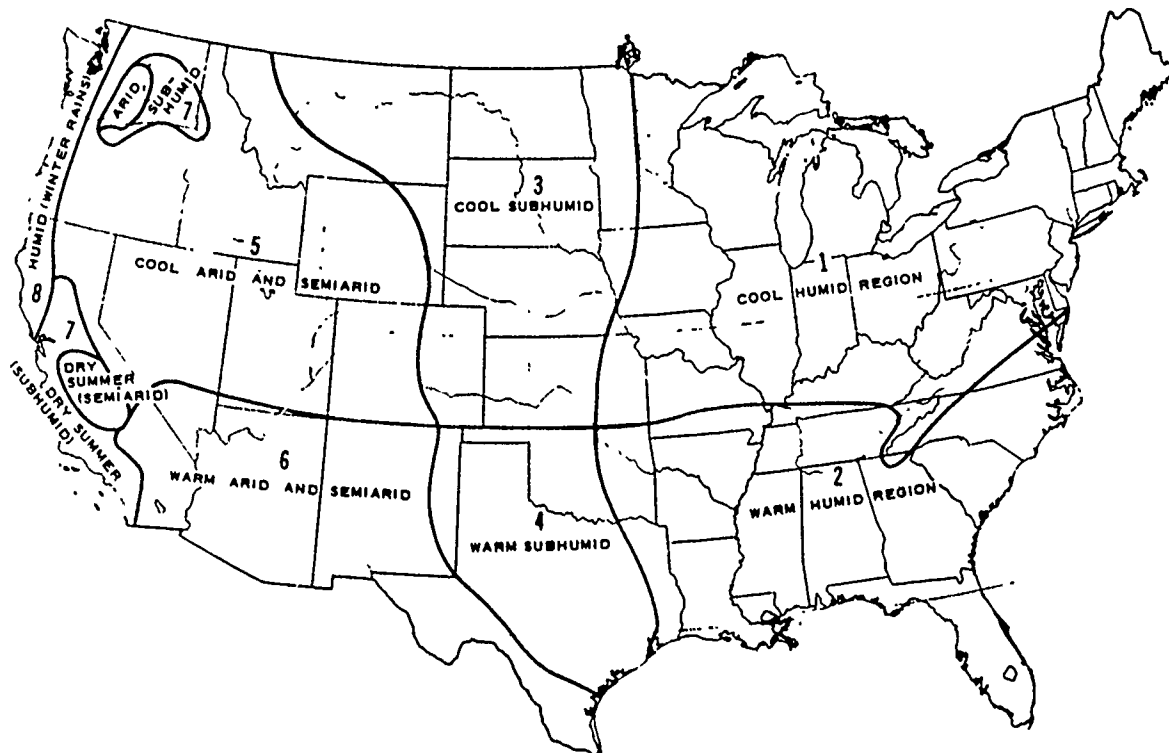 HUMID (WINTER RAINS)
ARID
SUB-
HUMID
7
3
COOL SUBHUMID
5
COOL ARID AND SEMIARID
1
COOL HUMID REGION
8
7
DRY
SUMMER
(SEMIARID)
DRY SUMMER
(SUBHUMID)
6
WARM ARID AND SEMIARID
2
WARM HUMID REGION
4
WARM SUBHUMID